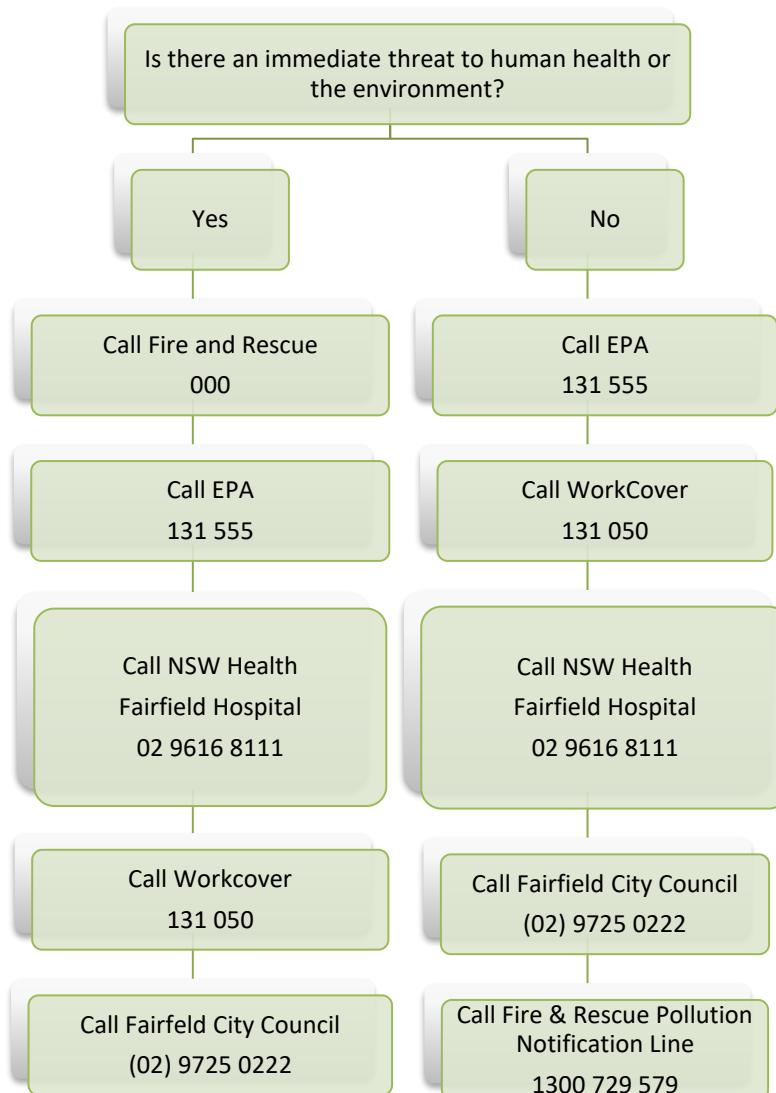 Is there an immediate threat to human health or
the environment?
Yes
No
Call Fire and Rescue
000
Call EPA
131 555
Call NSW Health
Fairfield Hospital
02 9616 8111
Call Workcover
131 050
Call Fairfeld City Council
(02) 9725 0222
Call EPA
131 555
Call WorkCover
131 050
Call NSW Health
Fairfield Hospital
02 9616 8111
Call Fairfield City Council
(02) 9725 0222
Call Fire & Rescue Pollution
Notification Line
1300 729 579